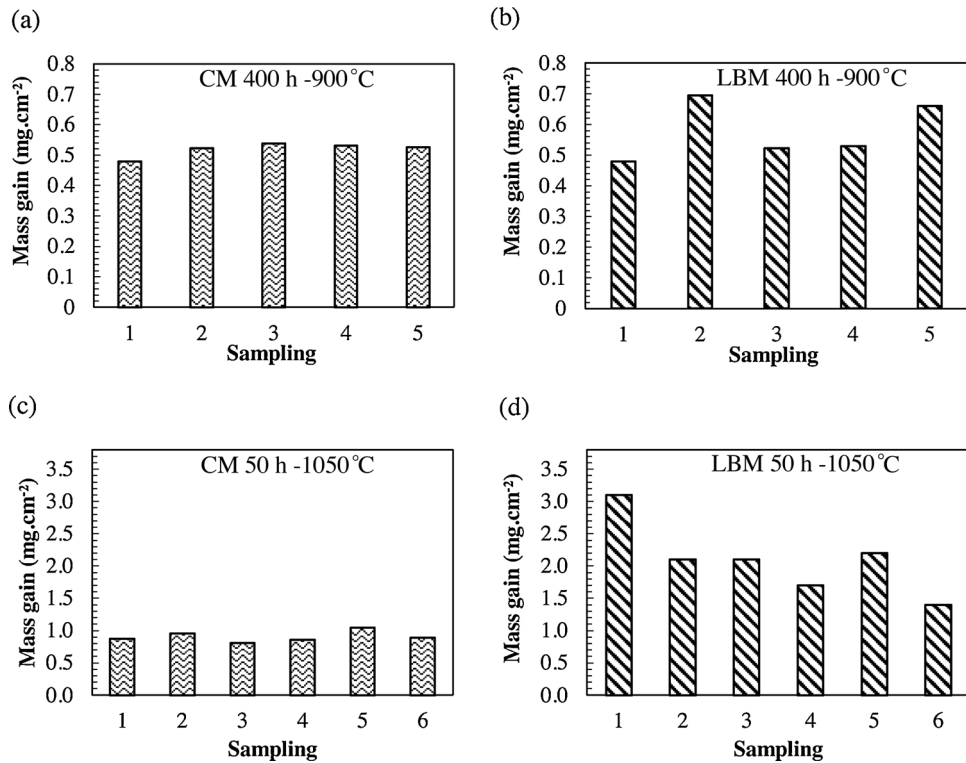 (a)
CM 400 h -900°C
Mass gain (mg.cm⁻²)
0.8
0.7
0.6
0.5
0.4
0.3
0.2
0.1
0
1 2 3 4 5
Sampling
(b)
LBM 400 h -900°C
Mass gain (mg.cm⁻²)
0.8
0.7
0.6
0.5
0.4
0.3
0.2
0.1
0
1 2 3 4 5
Sampling
(c)
CM 50 h -1050°C
Mass gain (mg.cm⁻²)
3.5
3.0
2.5
2.0
1.5
1.0
0.5
0.0
1 2 3 4 5 6
Sampling
(d)
LBM 50 h -1050°C
Mass gain (mg.cm⁻²)
3.5
3.0
2.5
2.0
1.5
1.0
0.5
0.0
1 2 3 4 5 6
Sampling